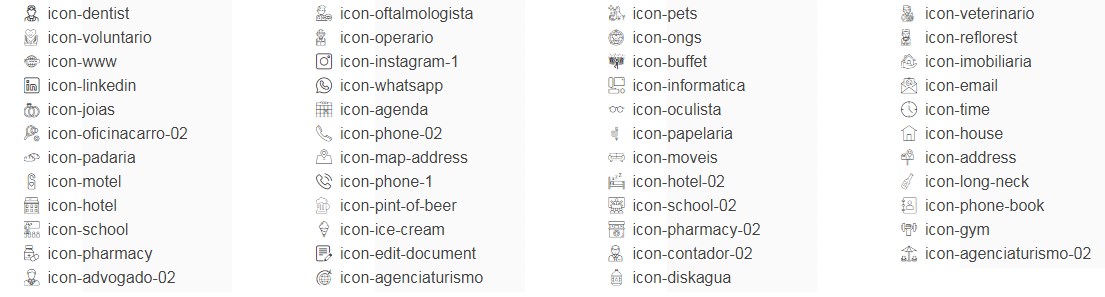 icon-dentist
icon-voluntario
icon-www
icon-linkedin
icon-joias
icon-oficinacarro-02
icon-padaria
icon-motel
icon-hotel
icon-school
icon-pharmacy
icon-advogado-02
icon-oftalmologista
icon-operario
icon-instagram-1
icon-whatsapp
icon-agenda
icon-phone-02
icon-map-address
icon-phone-1
icon-pint-of-beer
icon-ice-cream
icon-edit-document
icon-agenciaturismo
icon-pets
icon-ongs
icon-buffet
icon-informatica
icon-oculista
icon-papelaria
icon-moveis
icon-hotel-02
icon-school-02
icon-pharmacy-02
icon-contador-02
icon-diskagua
icon-veterinario
icon-reflorest
icon-imobiliaria
icon-email
icon-time
icon-house
icon-address
icon-long-neck
icon-phone-book
icon-gym
icon-agenciaturismo-02